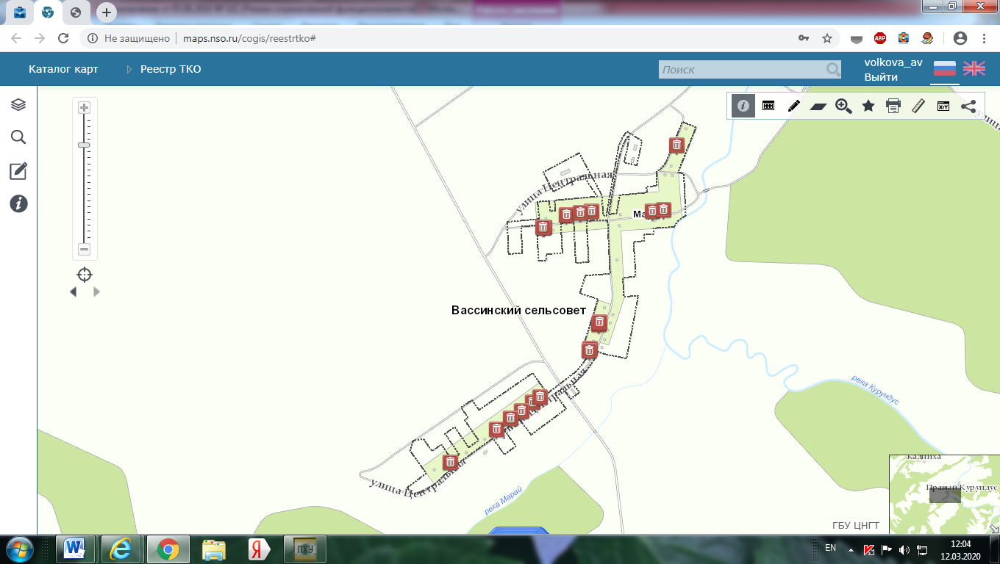 Не защищено
maps.nso.ru/cogis/reestrtko#
ABP
Каталог карт
Реестр ТКО
Поиск
volkova_av
Выйти
X/Y
улица Центральная
Вассинский сельсовет
река Курундус
улица Центральная
река Марай
Кадниха
Правый Курундус
ГБУ ЦНГТ
EN
12:04
12.03.2020